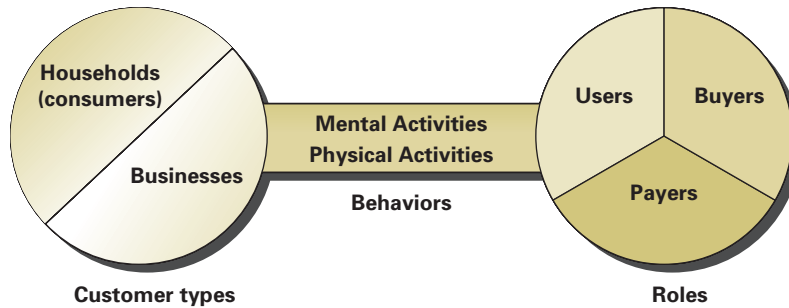 Households
(consumers)
Businesses
Mental Activities
Physical Activities
Behaviors
Users
Buyers
Payers
Customer types
Roles